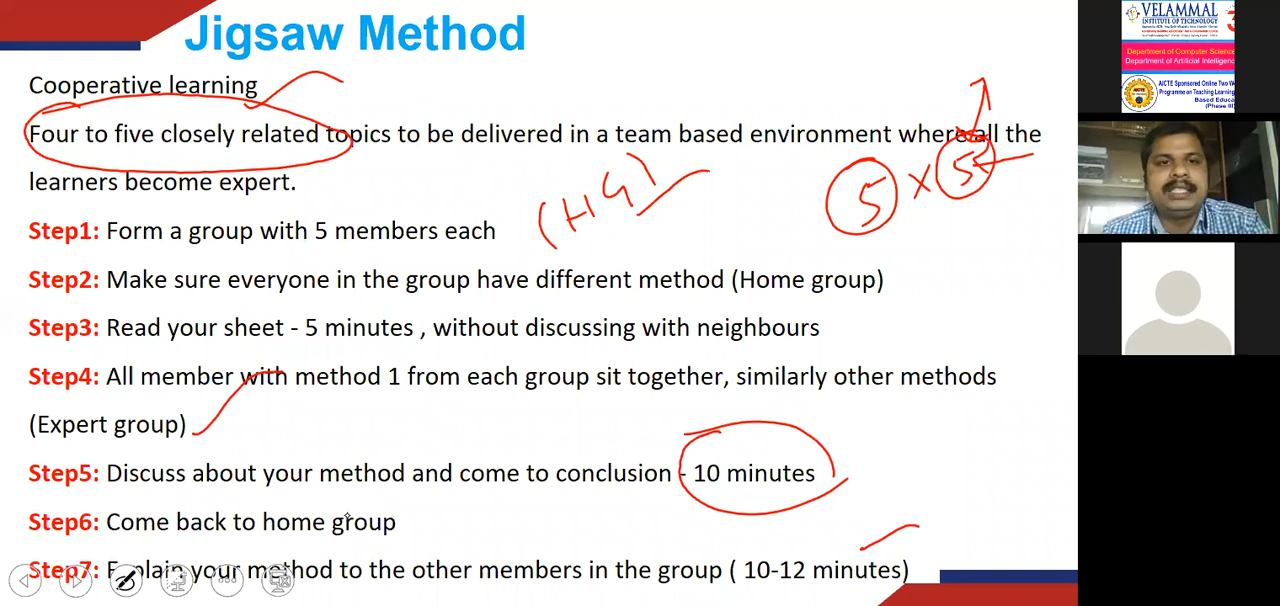 Jigsaw Method
Cooperative learning
Four to five closely related topics to be delivered in a team based environment where all the
learners become expert.
(HG)
5 x 5
Step1: Form a group with 5 members each
Step2: Make sure everyone in the group have different method (Home group)
Step3: Read your sheet - 5 minutes , without discussing with neighbours
Step4: All member with method 1 from each group sit together, similarly other methods
(Expert group)
Step5: Discuss about your method and come to conclusion - 10 minutes
Step6: Come back to home group
Step7: Explain your method to the other members in the group ( 10-12 minutes)
VELAMMAL
INSTITUTE OF TECHNOLOGY
Department of Computer Science
Department of Artificial Intelligenc
AICTE Sponsored Online Two We
Programme on Teaching Learning
Based Educa
(Phase II